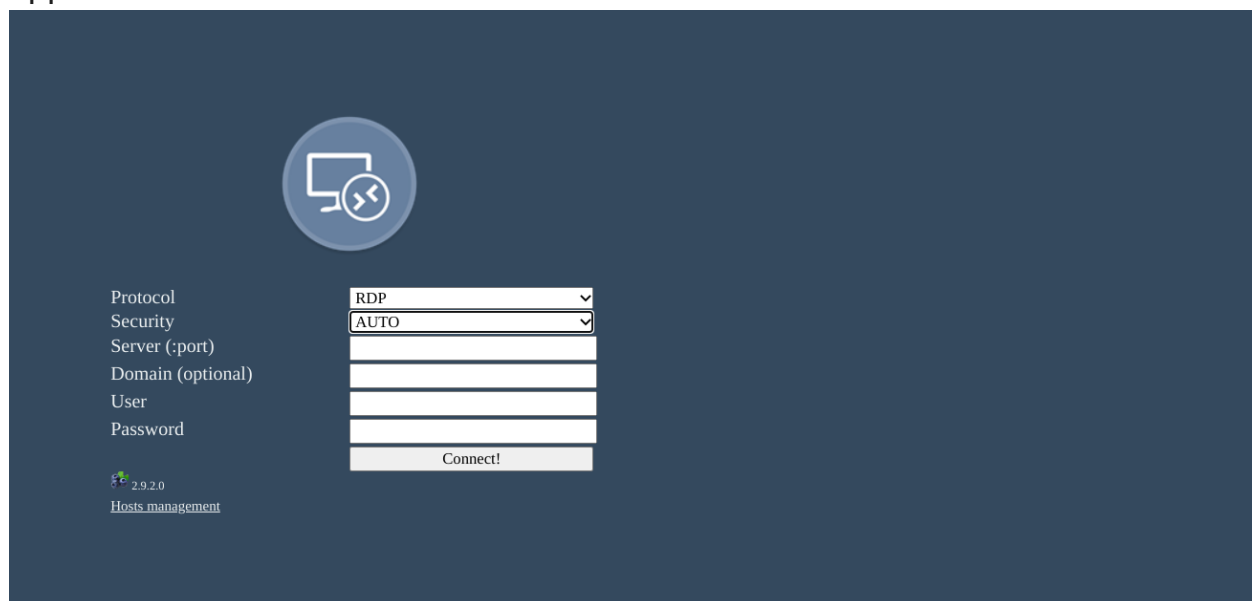 Protocol RDP
Security AUTO
Server (:port)
Domain (optional)
User
Password
Connect!
2.9.2.0
Hosts management